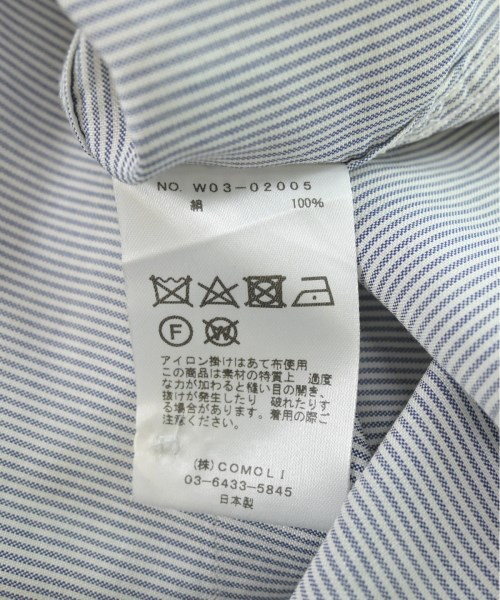 NO. W03-02005
絹 100%
F W
アイロン掛けはあて布使用
この商品は素材の特質上 過度
な力が加わると縫い目の開き、
抜けが発生したり 破れたりす
る場合があります。着用の際ご
注意ください。
(株)COMOLI
03-6433-5845
日本製